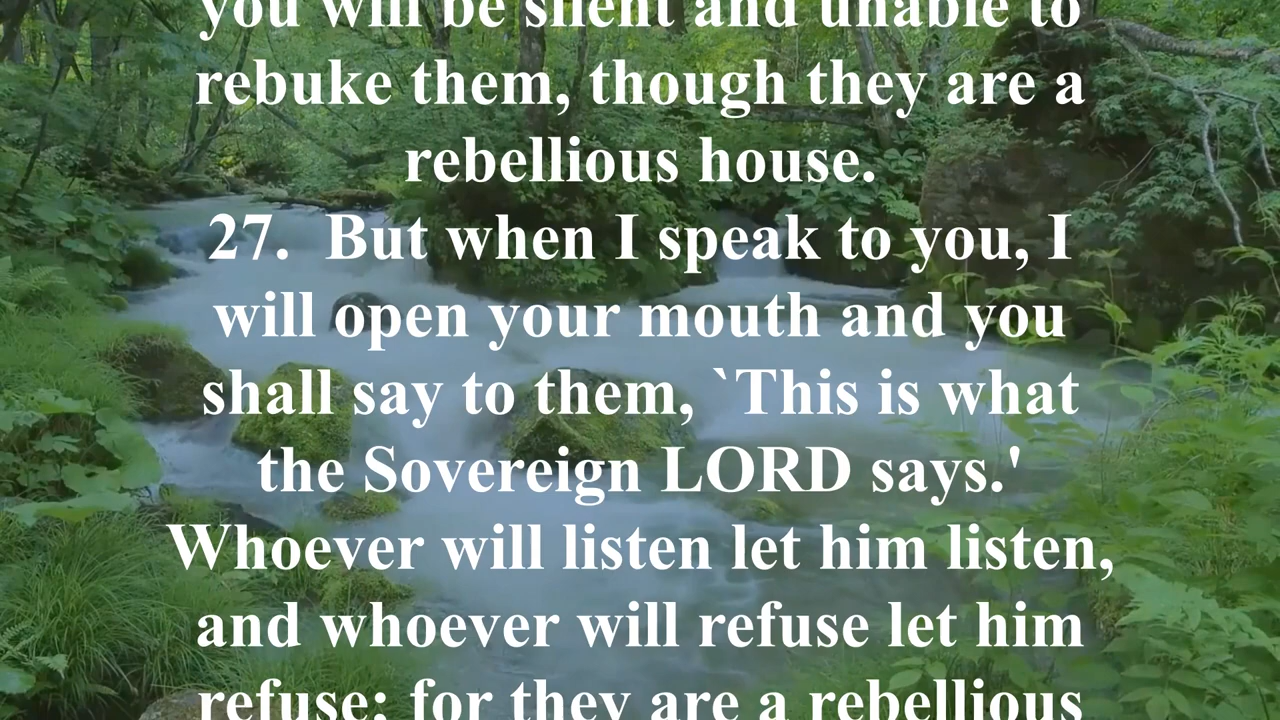 you will be silent and unable to
rebuke them, though they are a
rebellious house.
27.  But when I speak to you, I
will open your mouth and you
shall say to them, `This is what
the Sovereign LORD says.'
Whoever will listen let him listen,
and whoever will refuse let him
refuse; for they are a rebellious